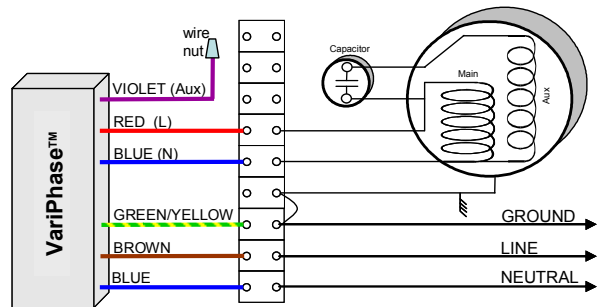 wire
nut
VIOLET (Aux)
RED (L)
BLUE (N)
GREEN/YELLOW
BROWN
BLUE
VariPhase™
Capacitor
Main
Aux
GROUND
LINE
NEUTRAL